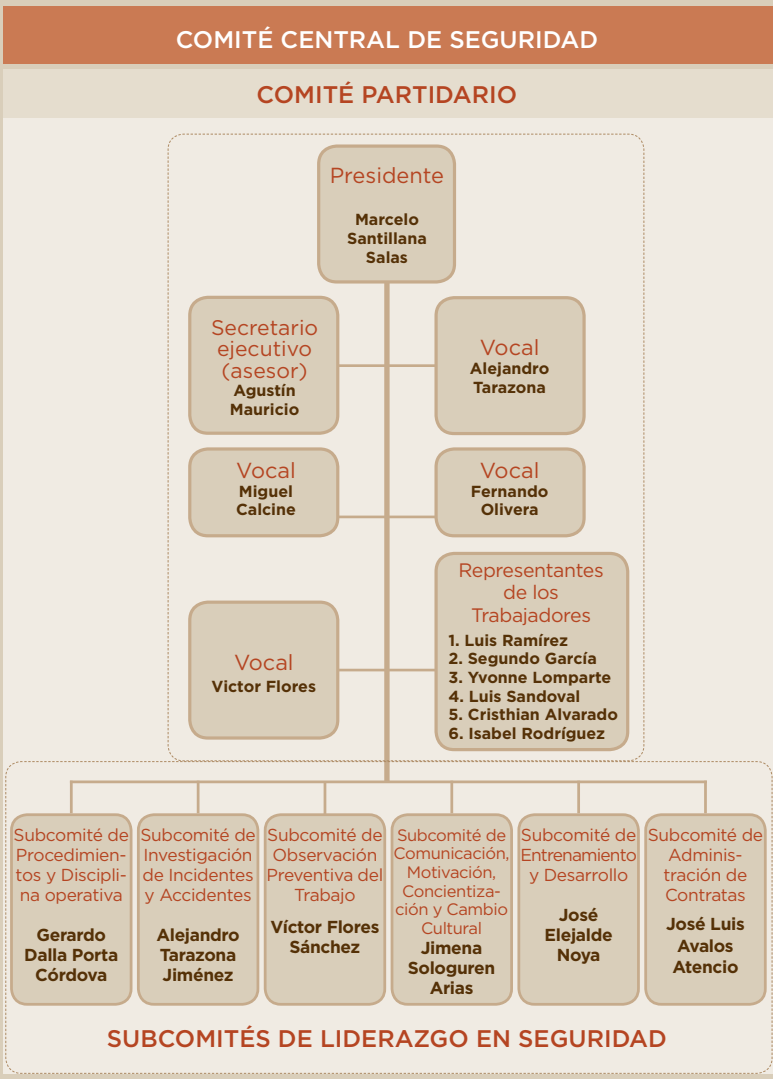 COMITÉ CENTRAL DE SEGURIDAD
COMITÉ PARTIDARIO
Presidente
Marcelo
Santillana
Salas
Secretario
ejecutivo
(asesor)
Agustín
Mauricio
Vocal
Alejandro
Tarazona
Vocal
Miguel
Calcine
Vocal
Fernando
Olivera
Vocal
Victor Flores
Representantes
de los
Trabajadores
1. Luis Ramírez
2. Segundo García
3. Yvonne Lomparte
4. Luis Sandoval
5. Cristhian Alvarado
6. Isabel Rodríguez
Subcomité de
Procedimien-
tos y Discipli-
na operativa
Gerardo
Dalla Porta
Córdova
Subcomité de
Investigación
de Incidentes
y Accidentes
Alejandro
Tarazona
Jiménez
Subcomité de
Observación
Preventiva del
Trabajo
Víctor Flores
Sánchez
Subcomité de
Comunicación,
Motivación,
Concientiza-
ción y Cambio
Cultural
Jimena
Sologuren
Arias
Subcomité de
Entrenamiento
y Desarrollo
José
Elejalde
Noya
Subcomité de
Adminis-
tración de
Contratas
José Luis
Avalos
Atencio
SUBCOMITÉS DE LIDERAZGO EN SEGURIDAD